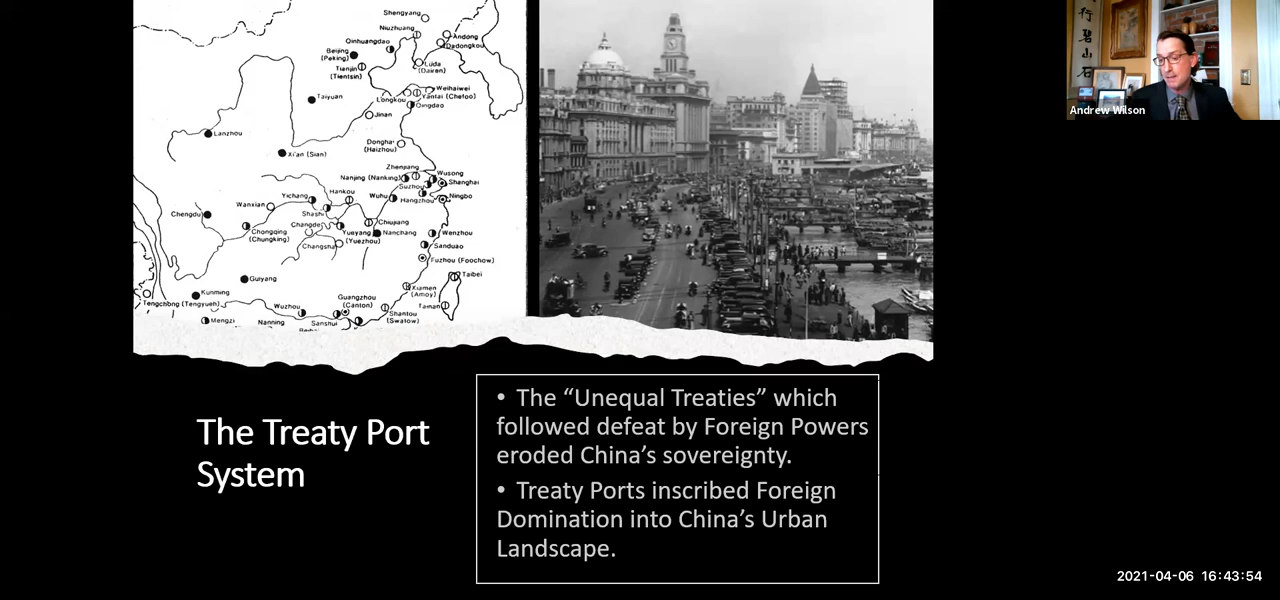 Shenyang
Niuzhuang
Andong
Dadongkou
Qinhuangdao
Beijing
(Peking)
Tianjin
(Tientsin)
Lüda
(Dairen)
Weihaiwei
Longkou
Yantai (Chefoo)
Qingdao
Taiyuan
Jinan
Lanzhou
Xi'an (Sian)
Donghai
(Haizhou)
Zhenjiang
Wusong
Nanjing (Nanking)
Suzhou
Shanghai
Yichang
Hankou
Wuhu
Hangzhou
Ningbo
Wanxian
Shashi
Chengdu
Changde
Chiujiang
Chongqing
(Chungking)
Yueyang
(Yuezhou)
Nanchang
Wenzhou
Changsha
Sanduao
Fuzhou (Foochow)
Guiyang
Taibei
Kunming
Xiamen
(Amoy)
Tengchong (Tengyueh)
Guangzhou
(Canton)
Wuzhou
Tainan
Shantou
(Swatow)
Mengzi
Nanning
Sanshui
行
碧
山
石
Andrew Wilson
The Treaty Port
System
• The “Unequal Treaties” which
followed defeat by Foreign Powers
eroded China’s sovereignty.
• Treaty Ports inscribed Foreign
Domination into China’s Urban
Landscape.
2021-04-06 16:43:54